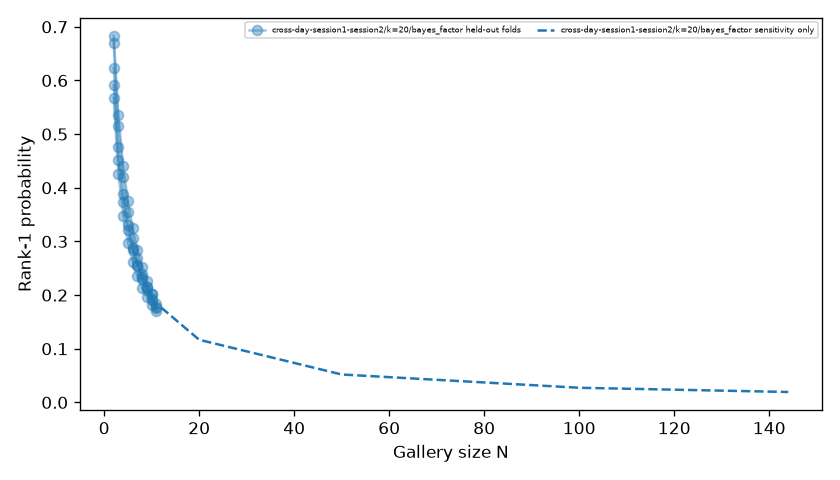 cross-day-session1-session2/k=20/bayes_factor held-out folds
cross-day-session1-session2/k=20/bayes_factor sensitivity only
0.7
0.6
0.5
0.4
0.3
0.2
0.1
0.0
Rank-1 probability
0 20 40 60 80 100 120 140
Gallery size N